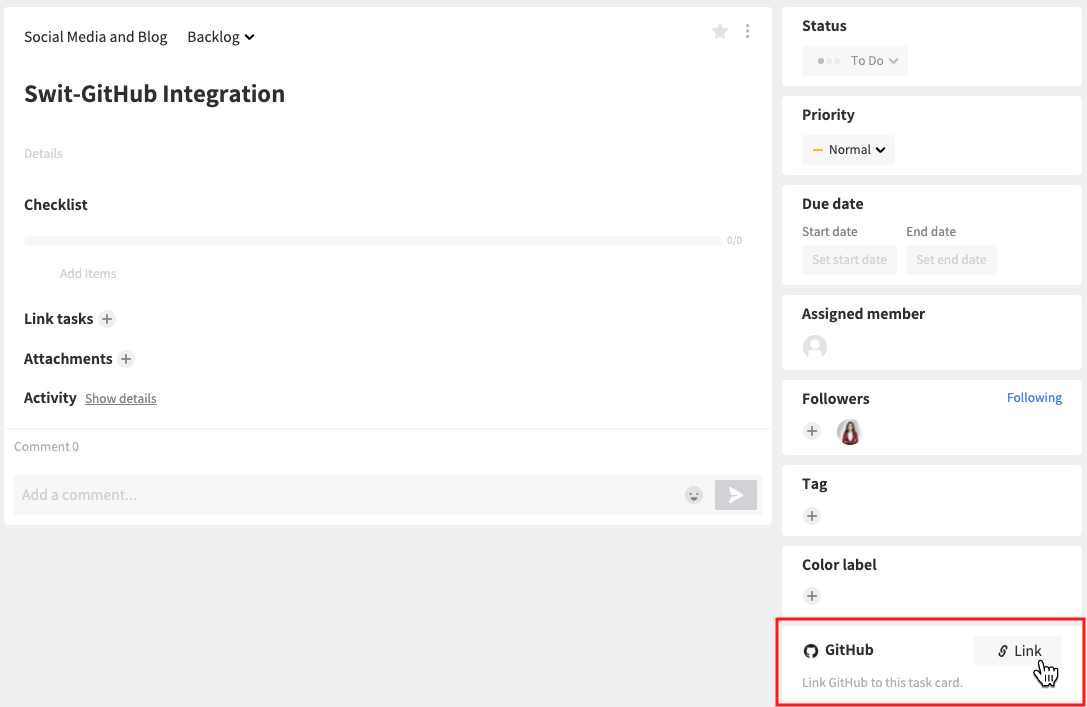 Social Media and Blog Backlog
Swit-GitHub Integration
Details
Checklist
0/0
Add Items
Link tasks
Attachments
Activity Show details
Comment 0
Add a comment...
Status
To Do
Priority
Normal
Due date
Start date End date
Set start date Set end date
Assigned member
Followers Following
Tag
Color label
GitHub Link
Link GitHub to this task card.